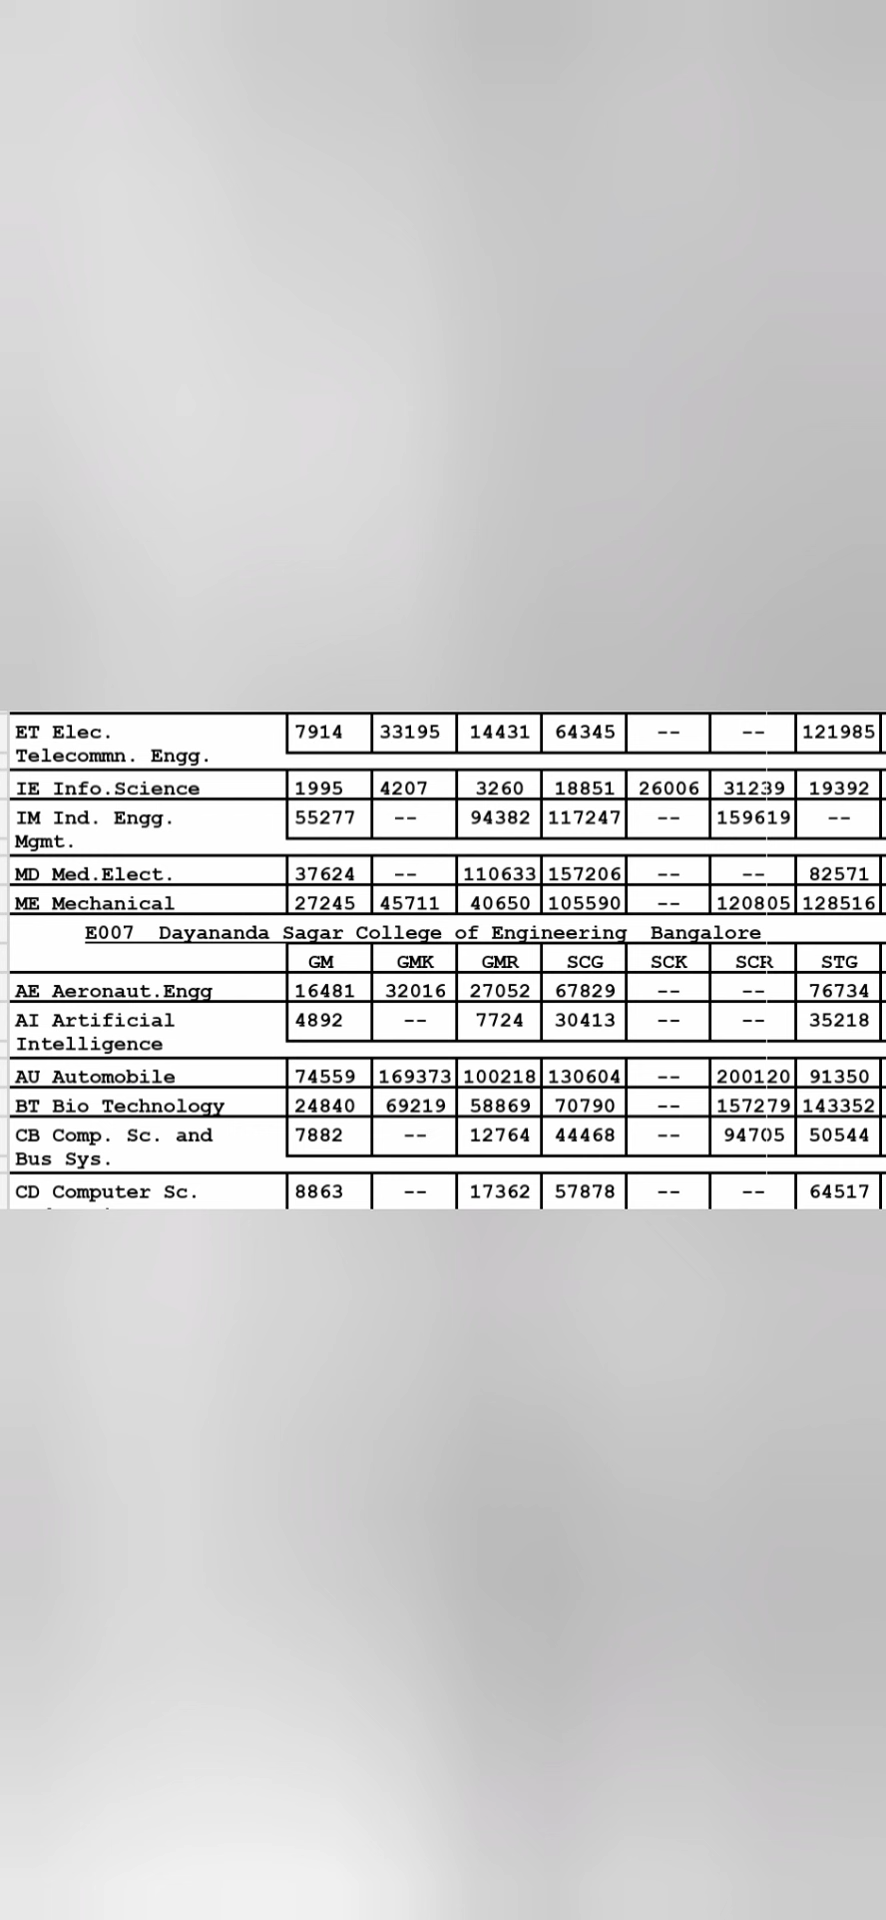 ET Elec. 7914 33195 14431 64345 -- -- 121985
Telecommn. Engg.
IE Info.Science 1995 4207 3260 18851 26006 31239 19392
IM Ind. Engg. 55277 -- 94382 117247 -- 159619 --
Mgmt.
MD Med.Elect. 37624 -- 110633 157206 -- -- 82571
ME Mechanical 27245 45711 40650 105590 -- 120805 128516
E007 Dayananda Sagar College of Engineering Bangalore
GM GMK GMR SCG SCK SCR STG
AE Aeronaut.Engg 16481 32016 27052 67829 -- -- 76734
AI Artificial 4892 -- 7724 30413 -- -- 35218
Intelligence
AU Automobile 74559 169373 100218 130604 -- 200120 91350
BT Bio Technology 24840 69219 58869 70790 -- 157279 143352
CB Comp. Sc. and 7882 -- 12764 44468 -- 94705 50544
Bus Sys.
CD Computer Sc. 8863 -- 17362 57878 -- -- 64517